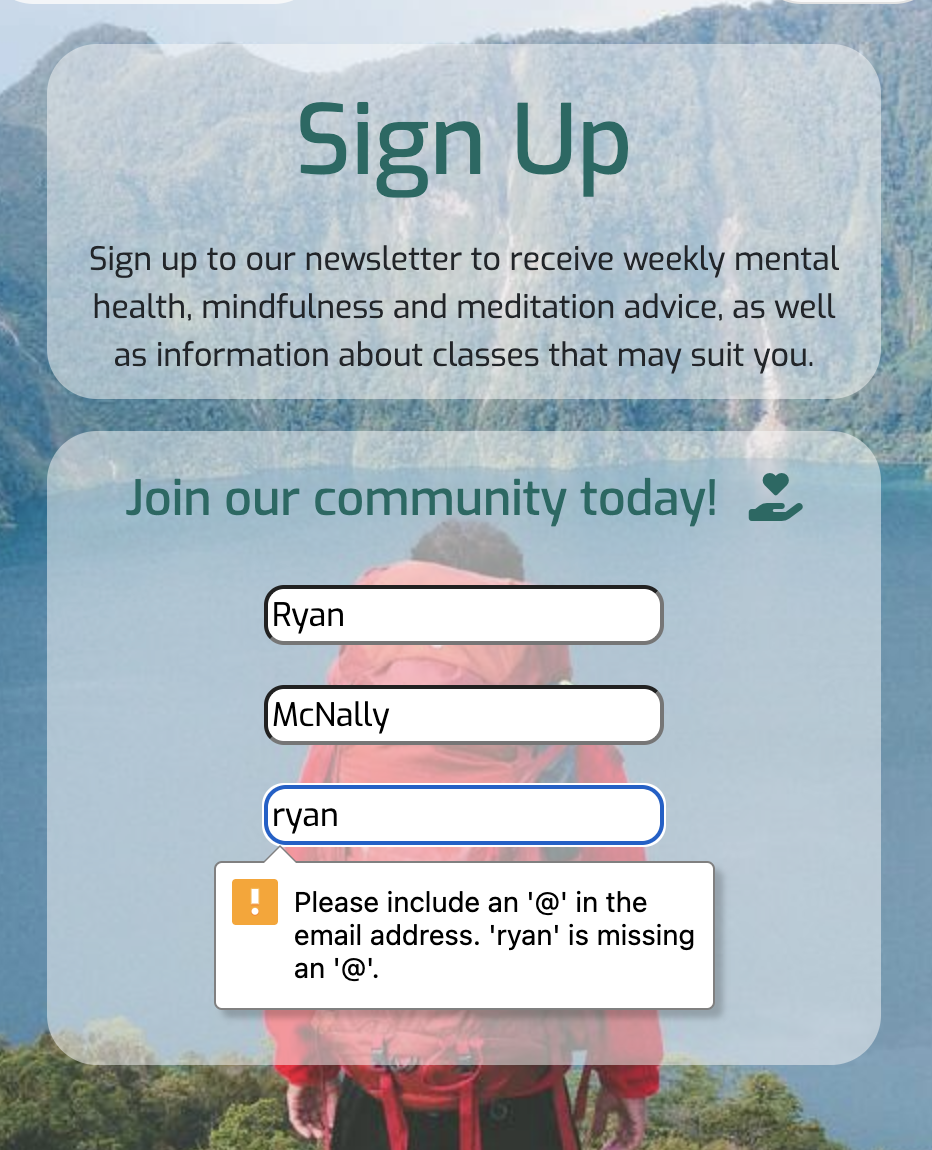 Sign Up
Sign up to our newsletter to receive weekly mental
health, mindfulness and meditation advice, as well
as information about classes that may suit you.
Join our community today!
Ryan
McNally
ryan
Please include an '@' in the
email address. 'ryan' is missing
an '@'.